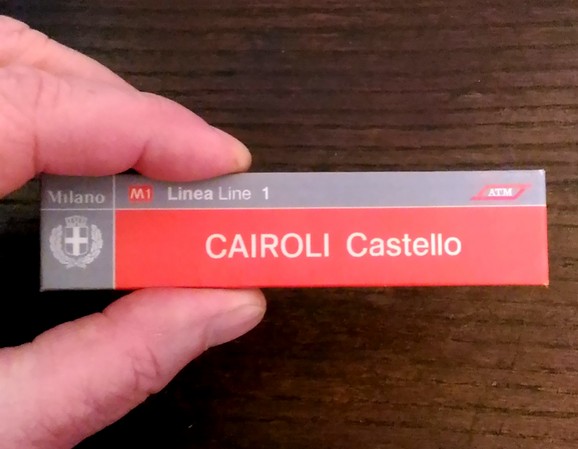 Milano M1 Linea Line 1 ATM
CAIROLI Castello